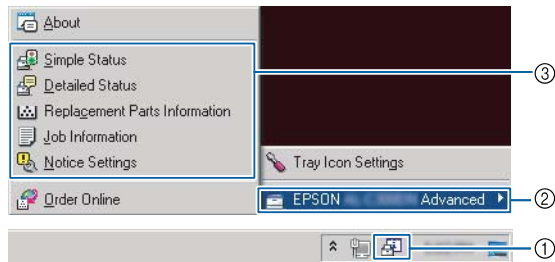 About
Simple Status
③
Detailed Status
Replacement Parts Information
Job Information
Notice Settings
Tray Icon Settings
Order Online
EPSON Advanced
②
①